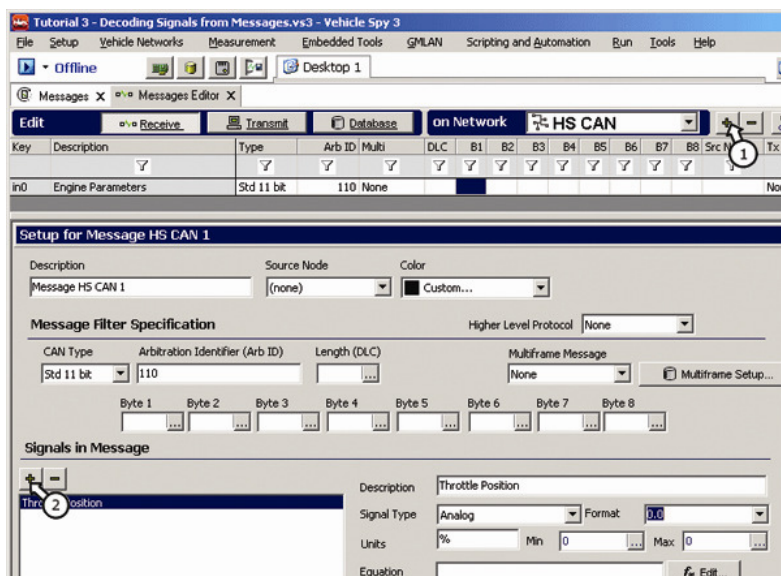 Tutorial 3 - Decoding Signals from Messages.vs3 - Vehicle Spy 3
File Setup Vehicle Networks Measurement Embedded Tools GMLAN Scripting and Automation Run Tools Help
Offline Desktop 1
Messages X Messages Editor X
Edit Receive Transmit Database on Network HS CAN + -
1
Key Description Type Arb ID Multi DLC B1 B2 B3 B4 B5 B6 B7 B8 Src Tx
in0 Engine Parameters Std 11 bit 110 None
Setup for Message HS CAN 1
Description Source Node Color
Message HS CAN 1 (none) Custom...
Message Filter Specification Higher Level Protocol None
CAN Type Arbitration Identifier (Arb ID) Length (DLC) Multiframe Message
Std 11 bit 110 ... None Multiframe Setup...
Byte 1 Byte 2 Byte 3 Byte 4 Byte 5 Byte 6 Byte 7 Byte 8
... ... ... ... ... ... ... ...
Signals in Message
+ -
2
Description Throttle Position
Signal Type Analog Format 0.0
Units % Min 0 ... Max 0 ...
Equation fx Edit...